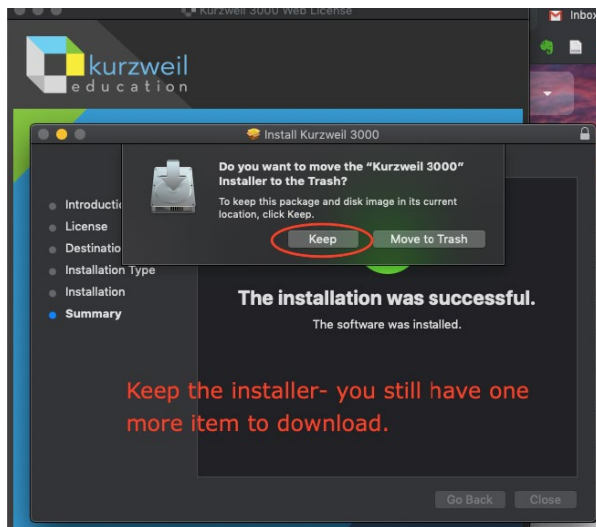 Kurzweil 3000 Web License
Inbox
kurzweil
education
Install Kurzweil 3000
Do you want to move the “Kurzweil 3000”
Installer to the Trash?
To keep this package and disk image in its current
location, click Keep.
Keep
Move to Trash
Introductio
License
Destinatio
Installation Type
Installation
Summary
The installation was successful.
The software was installed.
Keep the installer- you still have one
more item to download.
Go Back
Close